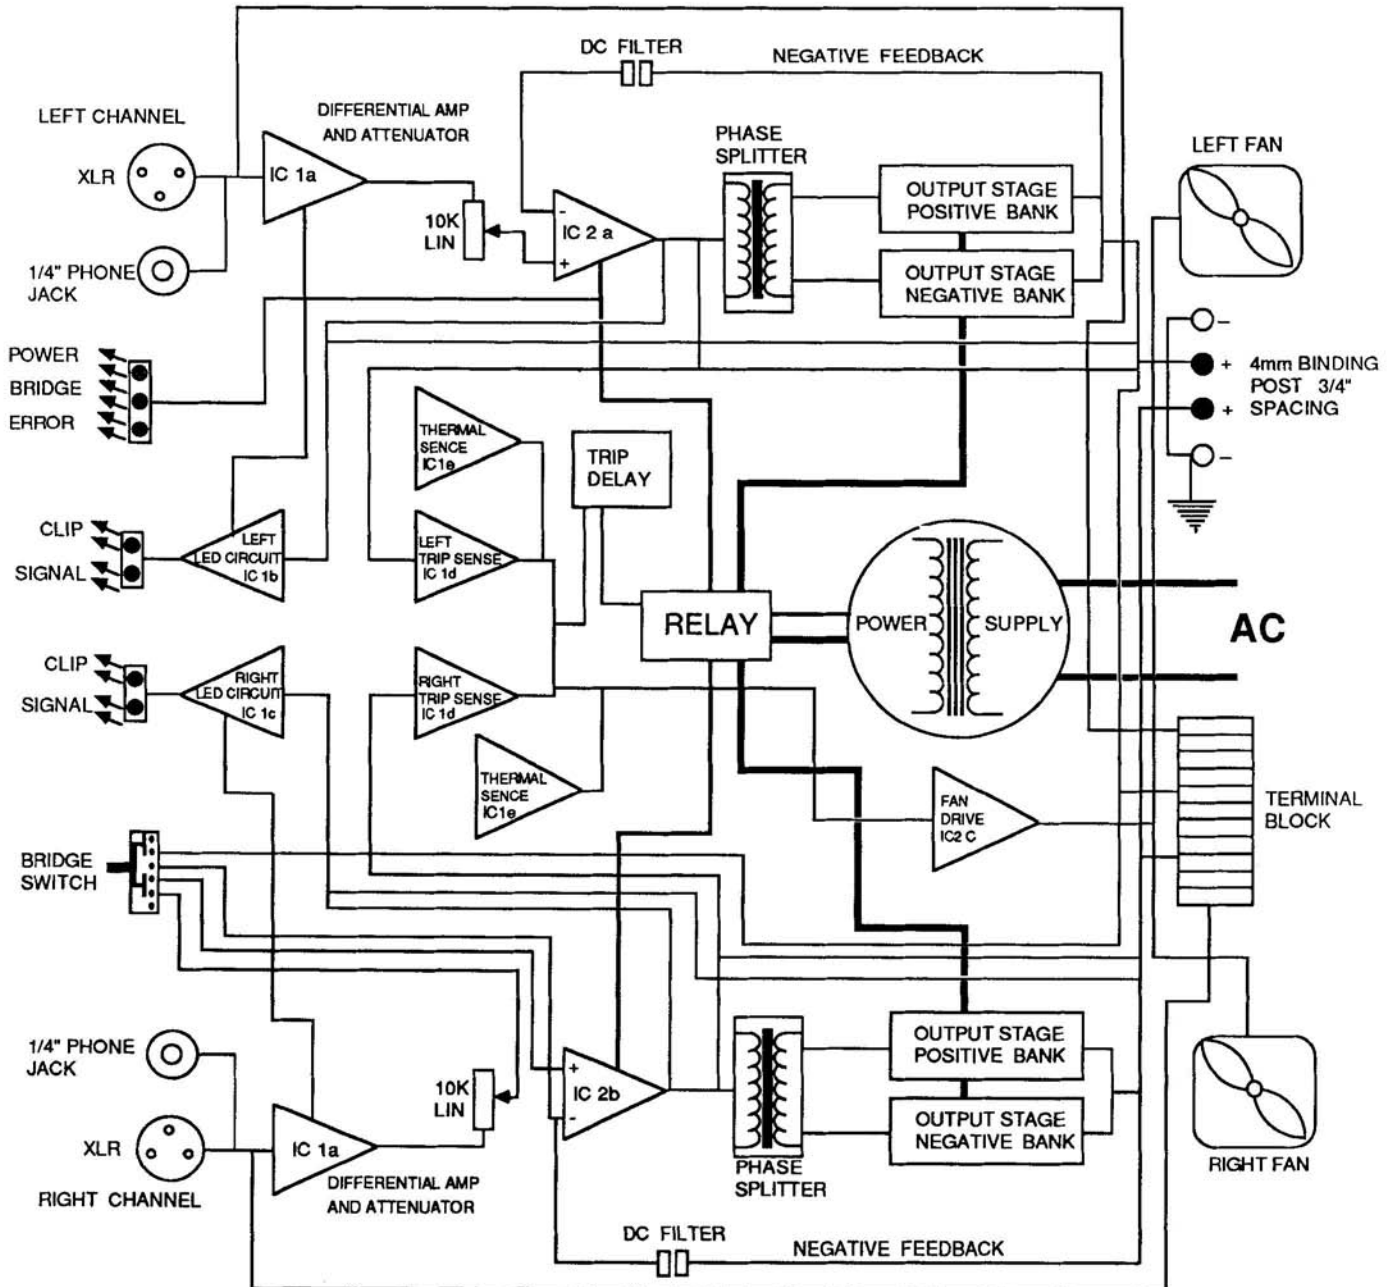 DC FILTER
NEGATIVE FEEDBACK
LEFT CHANNEL
DIFFERENTIAL AMP
AND ATTENUATOR
PHASE
SPLITTER
LEFT FAN
XLR
IC 1a
OUTPUT STAGE
POSITIVE BANK
10K
LIN
-
IC 2 a
+
1/4" PHONE
JACK
OUTPUT STAGE
NEGATIVE BANK
POWER
BRIDGE
ERROR
-
+
4mm BINDING
POST 3/4"
+
SPACING
-
THERMAL
SENCE
IC1e
TRIP
DELAY
CLIP
SIGNAL
LEFT
LED CIRCUIT
IC 1b
LEFT
TRIP SENSE
IC 1d
RELAY
POWER
SUPPLY
AC
CLIP
SIGNAL
RIGHT
LED CIRCUIT
IC 1c
RIGHT
TRIP SENSE
IC 1d
THERMAL
SENCE
IC1e
FAN
DRIVE
IC2 C
TERMINAL
BLOCK
BRIDGE
SWITCH
1/4" PHONE
JACK
10K
LIN
+
IC 2b
-
OUTPUT STAGE
POSITIVE BANK
OUTPUT STAGE
NEGATIVE BANK
XLR
IC 1a
RIGHT CHANNEL
DIFFERENTIAL AMP
AND ATTENUATOR
PHASE
SPLITTER
RIGHT FAN
DC FILTER
NEGATIVE FEEDBACK